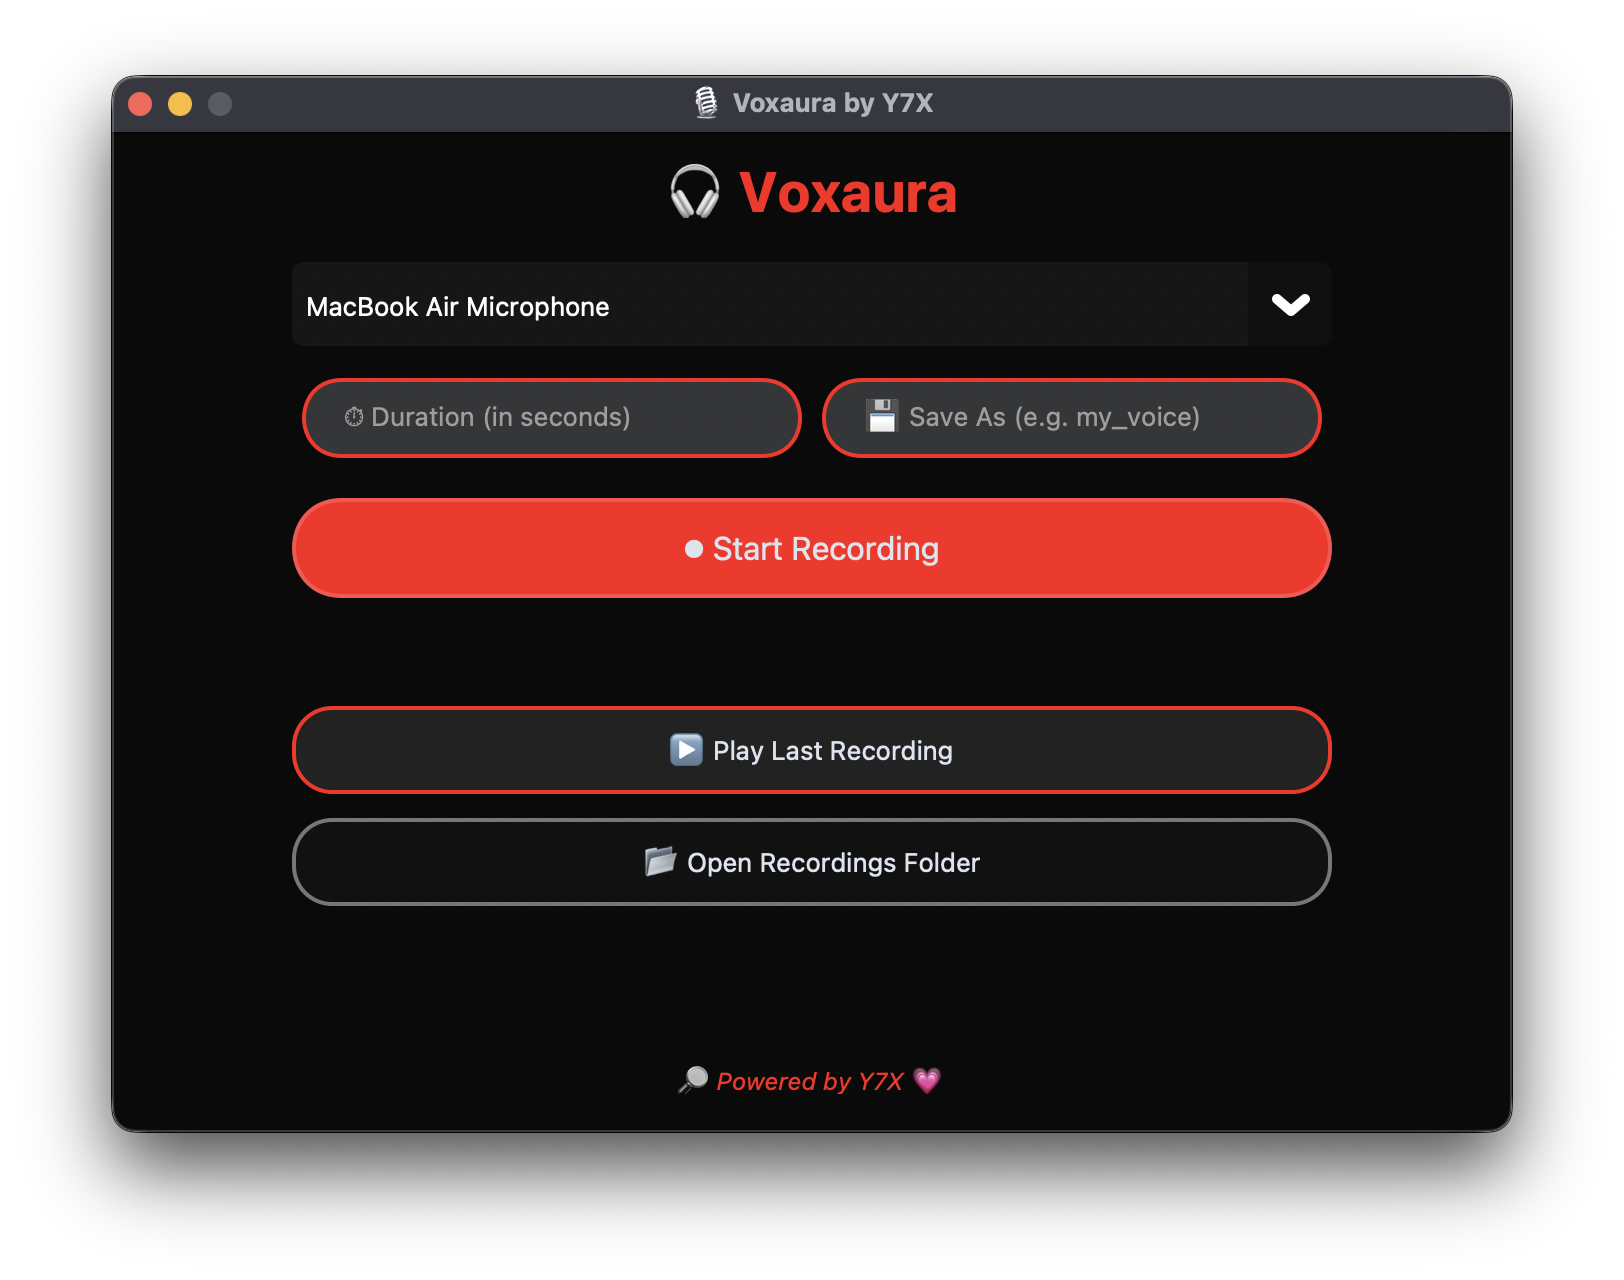 🎙️ Voxaura by Y7X
🎧 Voxaura
MacBook Air Microphone
⏱ Duration (in seconds)
💾 Save As (e.g. my_voice)
● Start Recording
▶️ Play Last Recording
📂 Open Recordings Folder
🔎 Powered by Y7X 💗